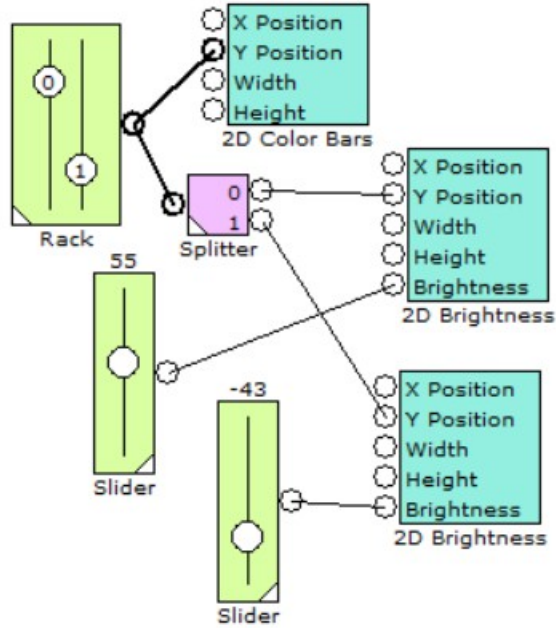 0
1
Rack
X Position
Y Position
Width
Height
2D Color Bars
0
1
Splitter
X Position
Y Position
Width
Height
Brightness
2D Brightness
55
Slider
-43
Slider
X Position
Y Position
Width
Height
Brightness
2D Brightness